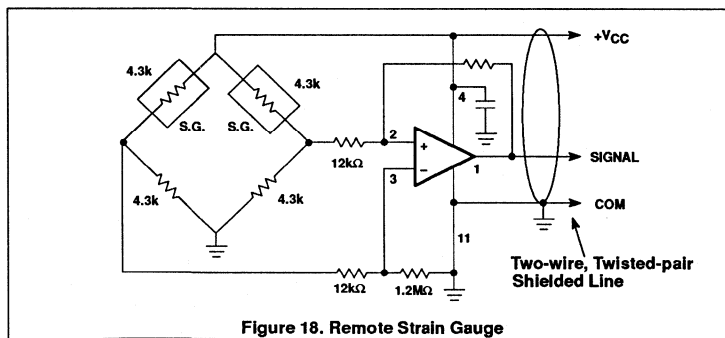 +VCC
4.3k
4.3k
S.G.
S.G.
4
2
+
12kΩ
1
SIGNAL
3
−
4.3k
4.3k
COM
11
12kΩ
1.2MΩ
Two-wire, Twisted-pair
Shielded Line
Figure 18. Remote Strain Gauge